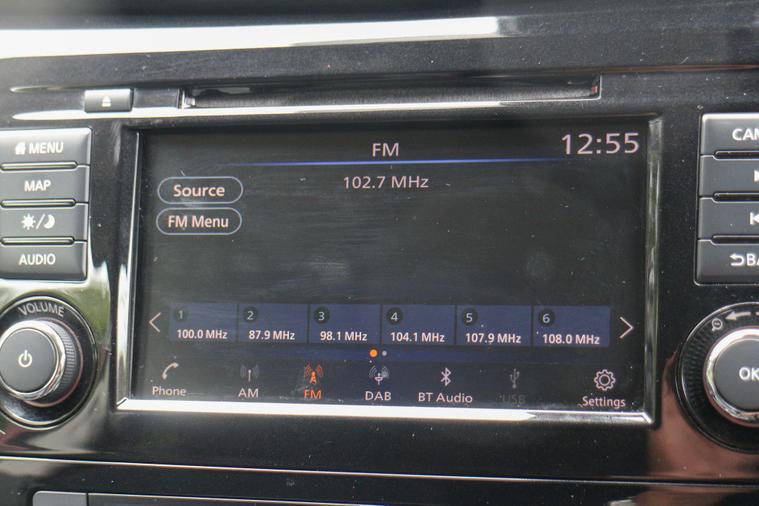 FM
12:55
102.7 MHz
Source
FM Menu
MENU
MAP
AUDIO
VOLUME
1 2 3 4 5 6
100.0 MHz 87.9 MHz 98.1 MHz 104.1 MHz 107.9 MHz 108.0 MHz
Phone AM FM DAB BT Audio USB Settings
CAM
BA
OK